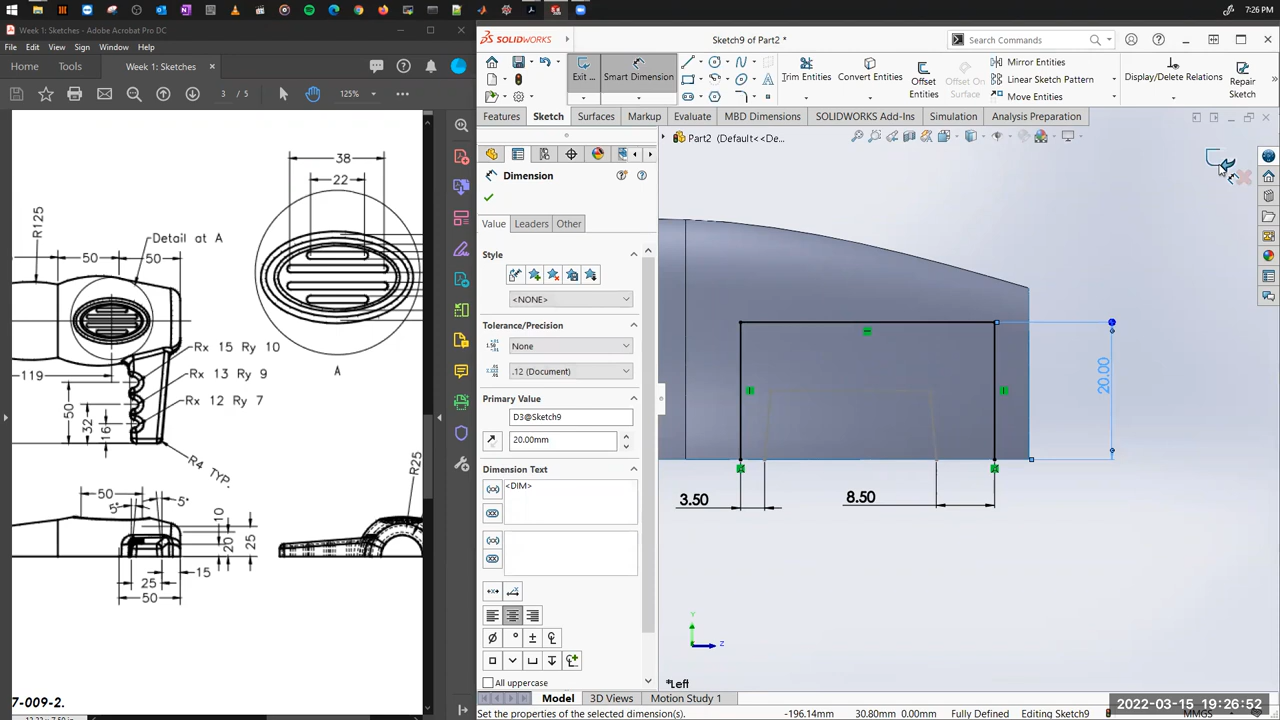 7:26 PM
Week 1: Sketches - Adobe Acrobat Pro DC
File Edit View Sign Window Help
Home Tools Week 1: Sketches ×
3 / 5 125%
38
22
R125
Detail at A
50 50
Rx 15 Ry 10
119
Rx 13 Ry 9
Rx 12 Ry 7
A
50
32
16
R4 TYP.
R25
50
5° 5°
10
20
25
25
15
50
7-009-2.
SOLIDWORKS
Sketch9 of Part2 *
Search Commands
Exit ...
Smart Dimension
Trim Entities
Convert Entities
Offset Entities
Offset On Surface
Mirror Entities
Linear Sketch Pattern
Move Entities
Display/Delete Relations
Repair Sketch
Features Sketch Surfaces Markup Evaluate MBD Dimensions SOLIDWORKS Add-Ins Simulation Analysis Preparation
Part2 (Default<<De...
Dimension
Value Leaders Other
Style
<NONE>
Tolerance/Precision
None
.12 (Document)
Primary Value
D3@Sketch9
20.00mm
Dimension Text
<DIM>
All uppercase
20.00
3.50
8.50
Y
Z
*Left
Model 3D Views Motion Study 1
Set the properties of the selected dimension(s).
-196.14mm 30.80mm 0.00mm Fully Defined Editing Sketch9
2022-03-15 19:26:52